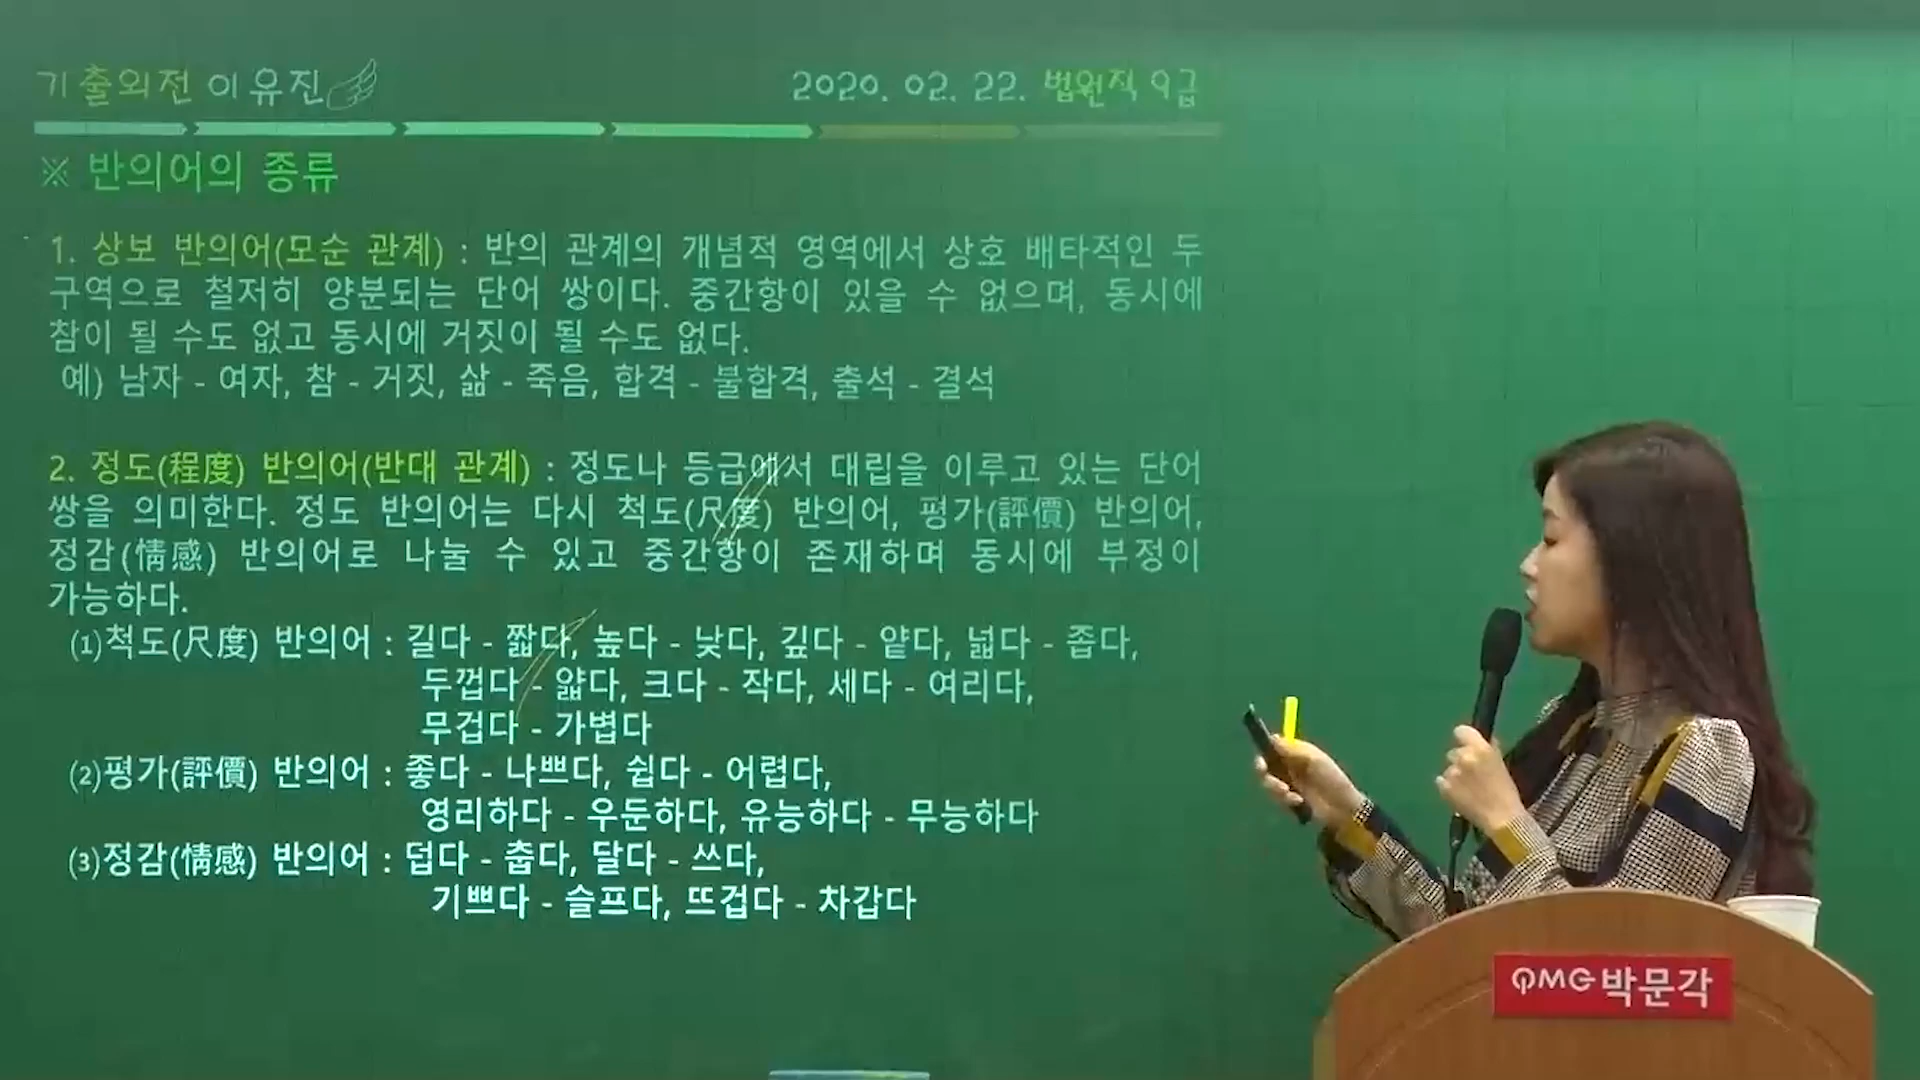 기출외전 이유진
2020. 02. 22. 법원직 9급
※ 반의어의 종류
1. 상보 반의어(모순 관계) : 반의 관계의 개념적 영역에서 상호 배타적인 두
구역으로 철저히 양분되는 단어 쌍이다. 중간항이 있을 수 없으며, 동시에
참이 될 수도 없고 동시에 거짓이 될 수도 없다.
예) 남자 - 여자, 참 - 거짓, 삶 - 죽음, 합격 - 불합격, 출석 - 결석
2. 정도(程度) 반의어(반대 관계) : 정도나 등급에서 대립을 이루고 있는 단어
쌍을 의미한다. 정도 반의어는 다시 척도(尺度) 반의어, 평가(評價) 반의어,
정감(情感) 반의어로 나눌 수 있고 중간항이 존재하며 동시에 부정이
가능하다.
⑴척도(尺度) 반의어 : 길다 - 짧다, 높다 - 낮다, 깊다 - 얕다, 넓다 - 좁다,
두껍다 - 얇다, 크다 - 작다, 세다 - 여리다,
무겁다 - 가볍다
⑵평가(評價) 반의어 : 좋다 - 나쁘다, 쉽다 - 어렵다,
영리하다 - 우둔하다, 유능하다 - 무능하다
⑶정감(情感) 반의어 : 덥다 - 춥다, 달다 - 쓰다,
기쁘다 - 슬프다, 뜨겁다 - 차갑다
PMG박문각